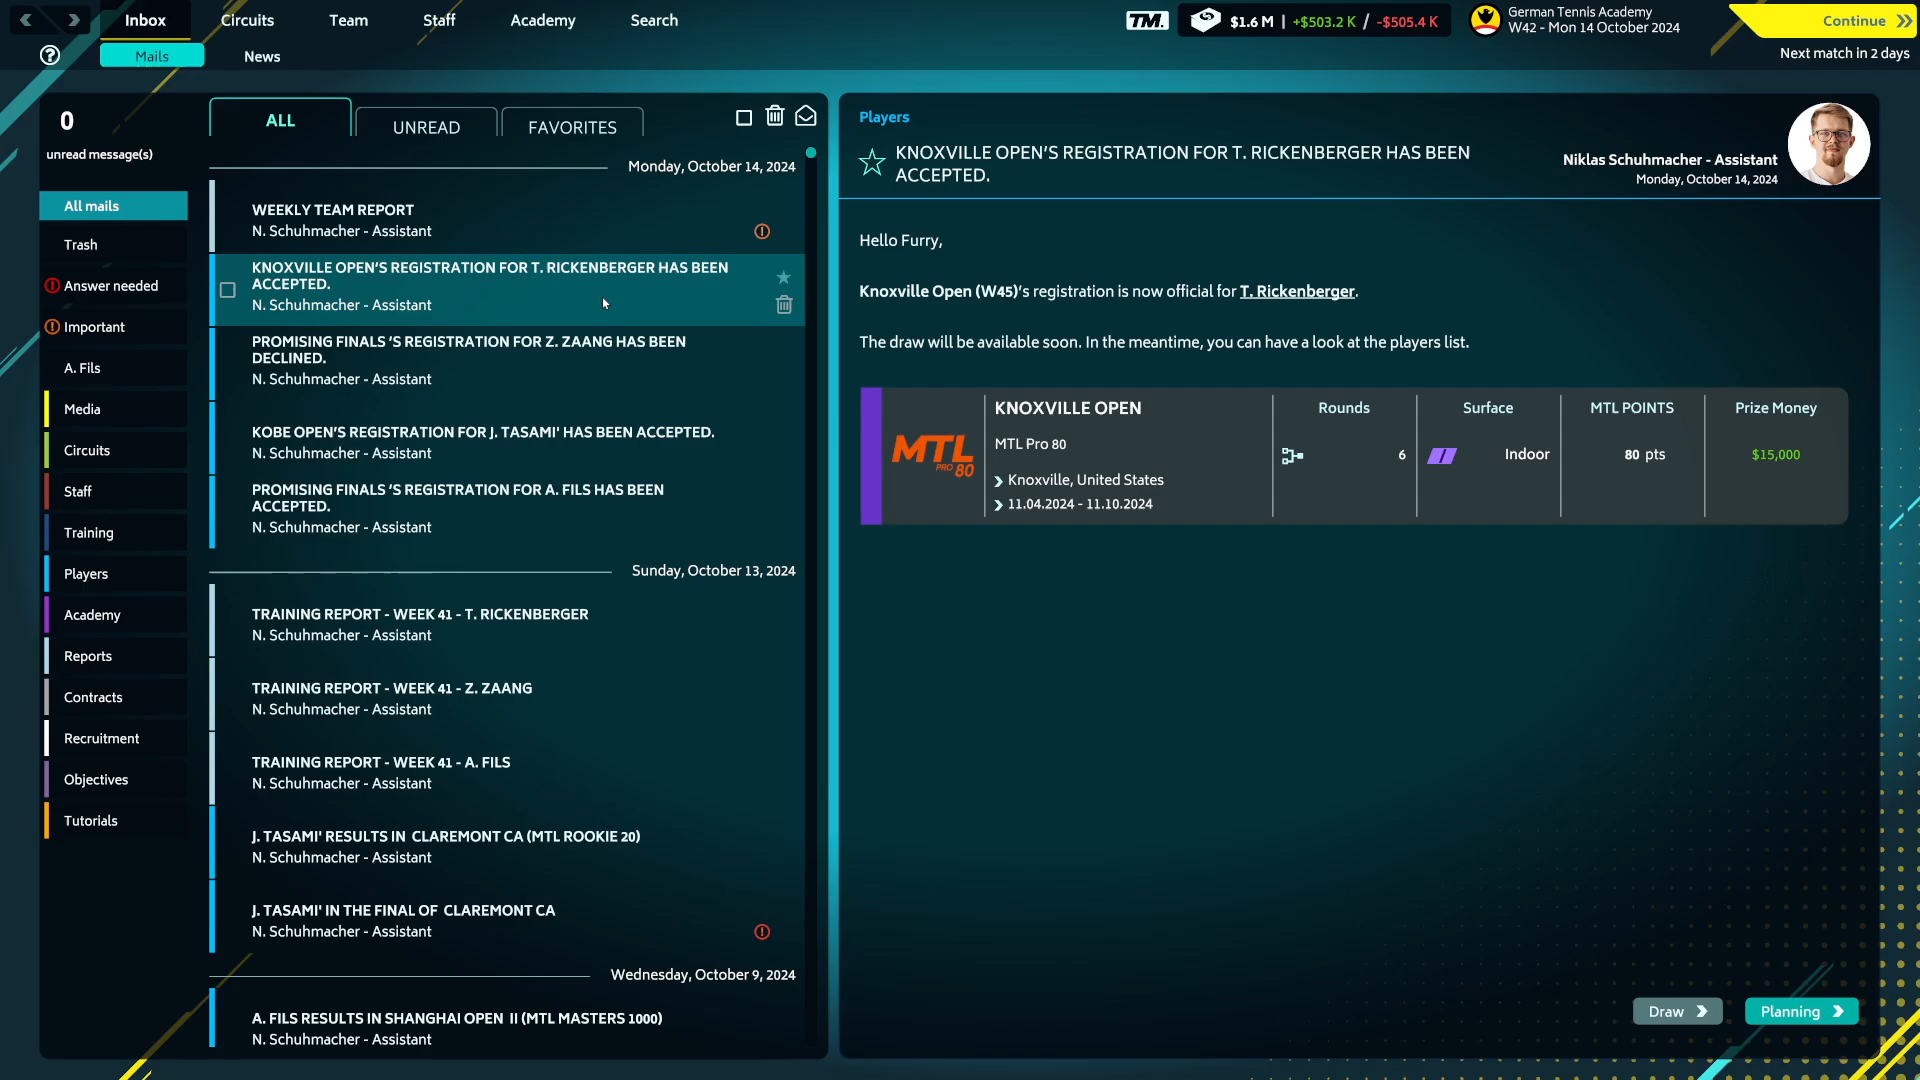 Inbox
Circuits
Team
Staff
Academy
Search
TM.
$1.6 M | +$503.2 K / -$505.4 K
German Tennis Academy
W42 - Mon 14 October 2024
Continue
Next match in 2 days
?
Mails
News
0
unread message(s)
All mails
Trash
Answer needed
Important
A. Fils
Media
Circuits
Staff
Training
Players
Academy
Reports
Contracts
Recruitment
Objectives
Tutorials
ALL
UNREAD
FAVORITES
Monday, October 14, 2024
WEEKLY TEAM REPORT
N. Schuhmacher - Assistant
KNOXVILLE OPEN'S REGISTRATION FOR T. RICKENBERGER HAS BEEN
ACCEPTED.
N. Schuhmacher - Assistant
PROMISING FINALS 'S REGISTRATION FOR Z. ZAANG HAS BEEN
DECLINED.
N. Schuhmacher - Assistant
KOBE OPEN'S REGISTRATION FOR J. TASAMI' HAS BEEN ACCEPTED.
N. Schuhmacher - Assistant
PROMISING FINALS 'S REGISTRATION FOR A. FILS HAS BEEN
ACCEPTED.
N. Schuhmacher - Assistant
Sunday, October 13, 2024
TRAINING REPORT - WEEK 41 - T. RICKENBERGER
N. Schuhmacher - Assistant
TRAINING REPORT - WEEK 41 - Z. ZAANG
N. Schuhmacher - Assistant
TRAINING REPORT - WEEK 41 - A. FILS
N. Schuhmacher - Assistant
J. TASAMI' RESULTS IN CLAREMONT CA (MTL ROOKIE 20)
N. Schuhmacher - Assistant
J. TASAMI' IN THE FINAL OF CLAREMONT CA
N. Schuhmacher - Assistant
Wednesday, October 9, 2024
A. FILS RESULTS IN SHANGHAI OPEN II (MTL MASTERS 1000)
N. Schuhmacher - Assistant
Players
KNOXVILLE OPEN'S REGISTRATION FOR T. RICKENBERGER HAS BEEN
ACCEPTED.
Niklas Schuhmacher - Assistant
Monday, October 14, 2024
Hello Furry,
Knoxville Open (W45)'s registration is now official for T. Rickenberger.
The draw will be available soon. In the meantime, you can have a look at the players list.
MTL
PRO 80
KNOXVILLE OPEN
MTL Pro 80
Knoxville, United States
11.04.2024 - 11.10.2024
Rounds
6
Surface
Indoor
MTL POINTS
80 pts
Prize Money
$15,000
Draw
Planning